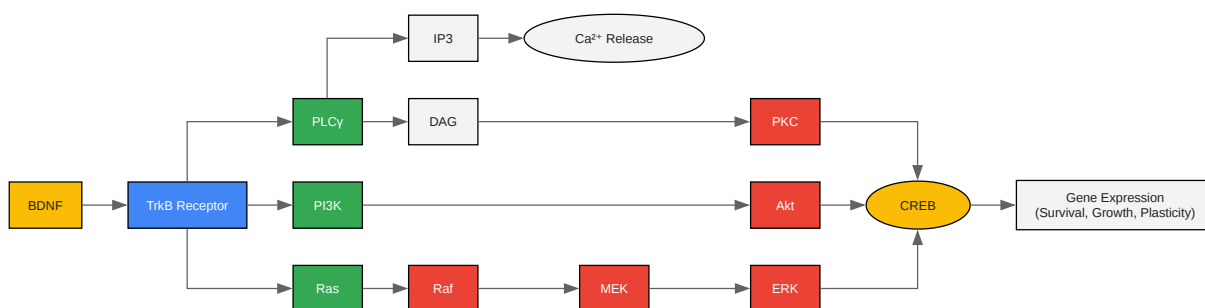 IP3
Ca²⁺ Release
PLCγ
DAG
PKC
BDNF
TrkB Receptor
PI3K
Akt
CREB
Gene Expression
(Survival, Growth, Plasticity)
Ras
Raf
MEK
ERK